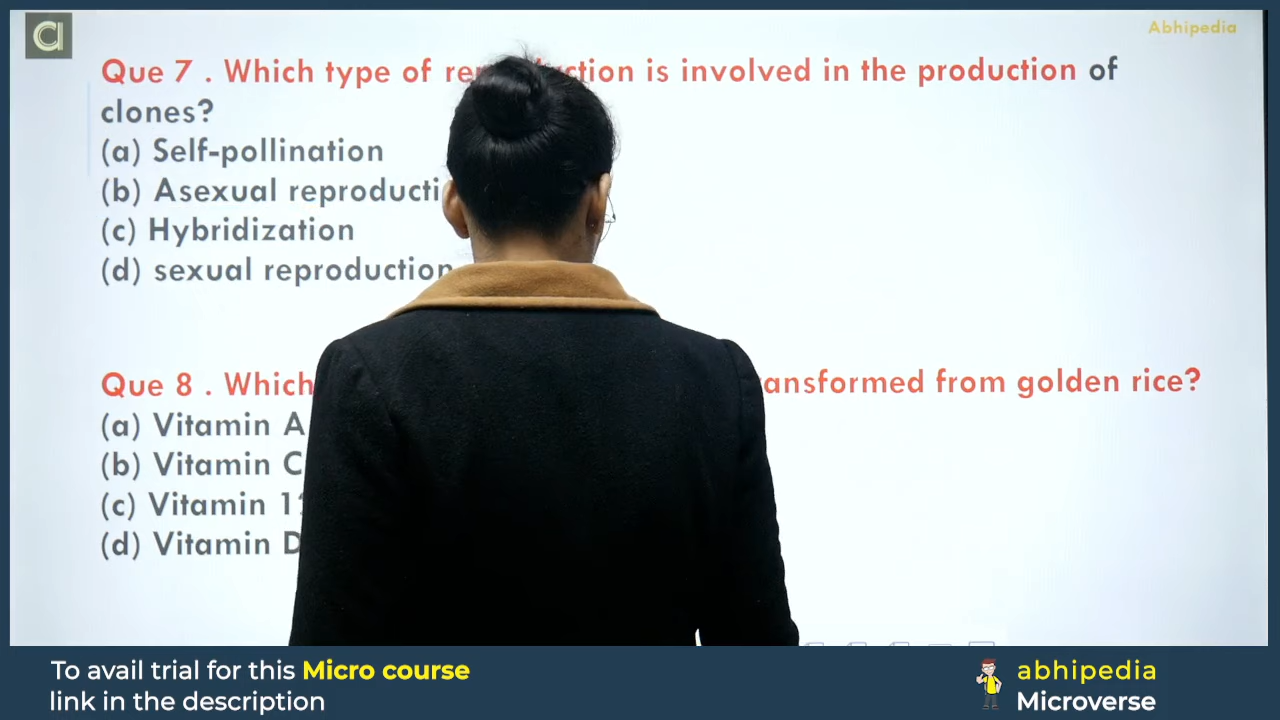 Abhipedia
Que 7 . Which type of reproduction is involved in the production of
clones?
(a) Self-pollination
(b) Asexual reproducti
(c) Hybridization
(d) sexual reproduction
Que 8 . Which ansformed from golden rice?
(a) Vitamin A
(b) Vitamin C
(c) Vitamin
(d) Vitamin D
To avail trial for this Micro course
link in the description
abhipedia
Microverse